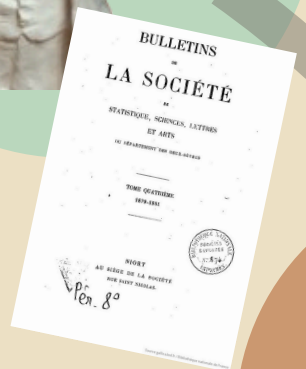 BULLETINS
DE
LA SOCIÉTÉ
DE
STATISTIQUE, SCIENCES, LETTRES
ET ARTS
DU DÉPARTEMENT DES DEUX-SÈVRES
TOME QUATRIÈME
1879-1881
NIORT
AU SIÈGE DE LA SOCIÉTÉ
RUE SAINT NICOLAS.
Pér. 8°